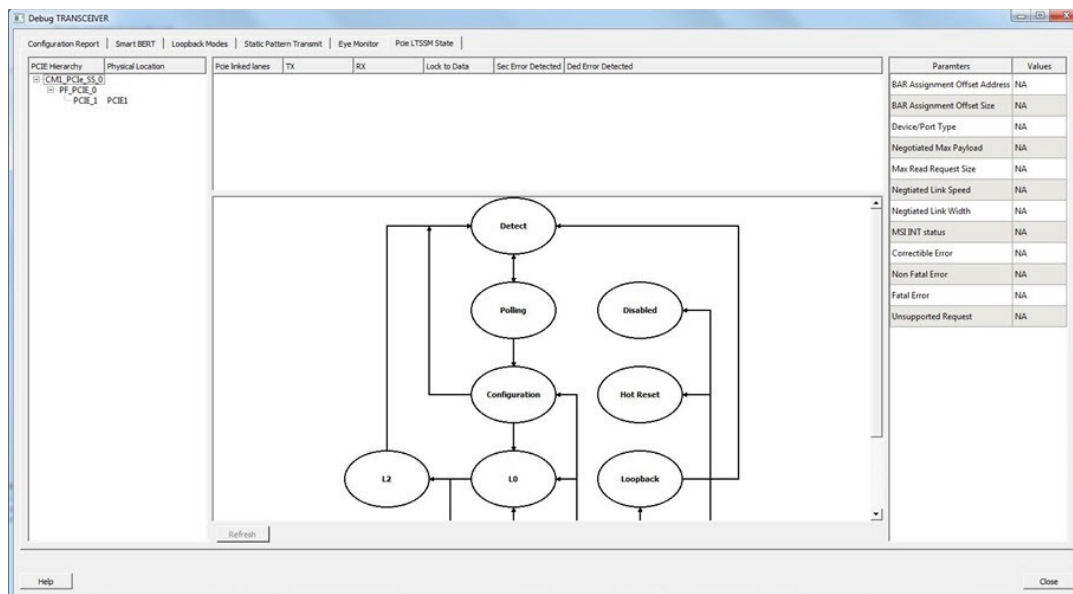 Debug TRANSCEIVER
Configuration Report Smart BERT Loopback Modes Static Pattern Transmit Eye Monitor Pcie LTSSM State
PCIE Hierarchy Physical Location
CM1_PCIe_SS_0
PF_PCIE_0
PCIE_1 PCIE1
Pcie linked lanes TX RX Lock to Data Sec Error Detected Ded Error Detected
Detect
Polling
Disabled
Configuration
Hot Reset
L2
L0
Loopback
Refresh
Paramters Values
BAR Assignment Offset Address NA
BAR Assignment Offset Size NA
Device/Port Type NA
Negotiated Max Payload NA
Max Read Request Size NA
Negtiated Link Speed NA
Negtiated Link Width NA
MSI INT status NA
Correctible Error NA
Non Fatal Error NA
Fatal Error NA
Unsupported Request NA
Help
Close